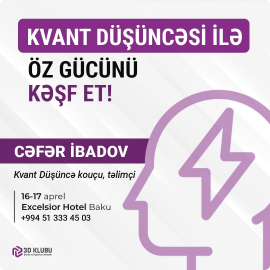 KVANT DÜŞÜNCƏSİ İLƏ
ÖZ GÜCÜNÜ
KƏŞF ET!
CƏFƏR İBADOV
Kvant Düşüncə kouçu, təlimçi
16-17 aprel
Excelsior Hotel Baku
+994 51 333 45 03
3D KLUBU